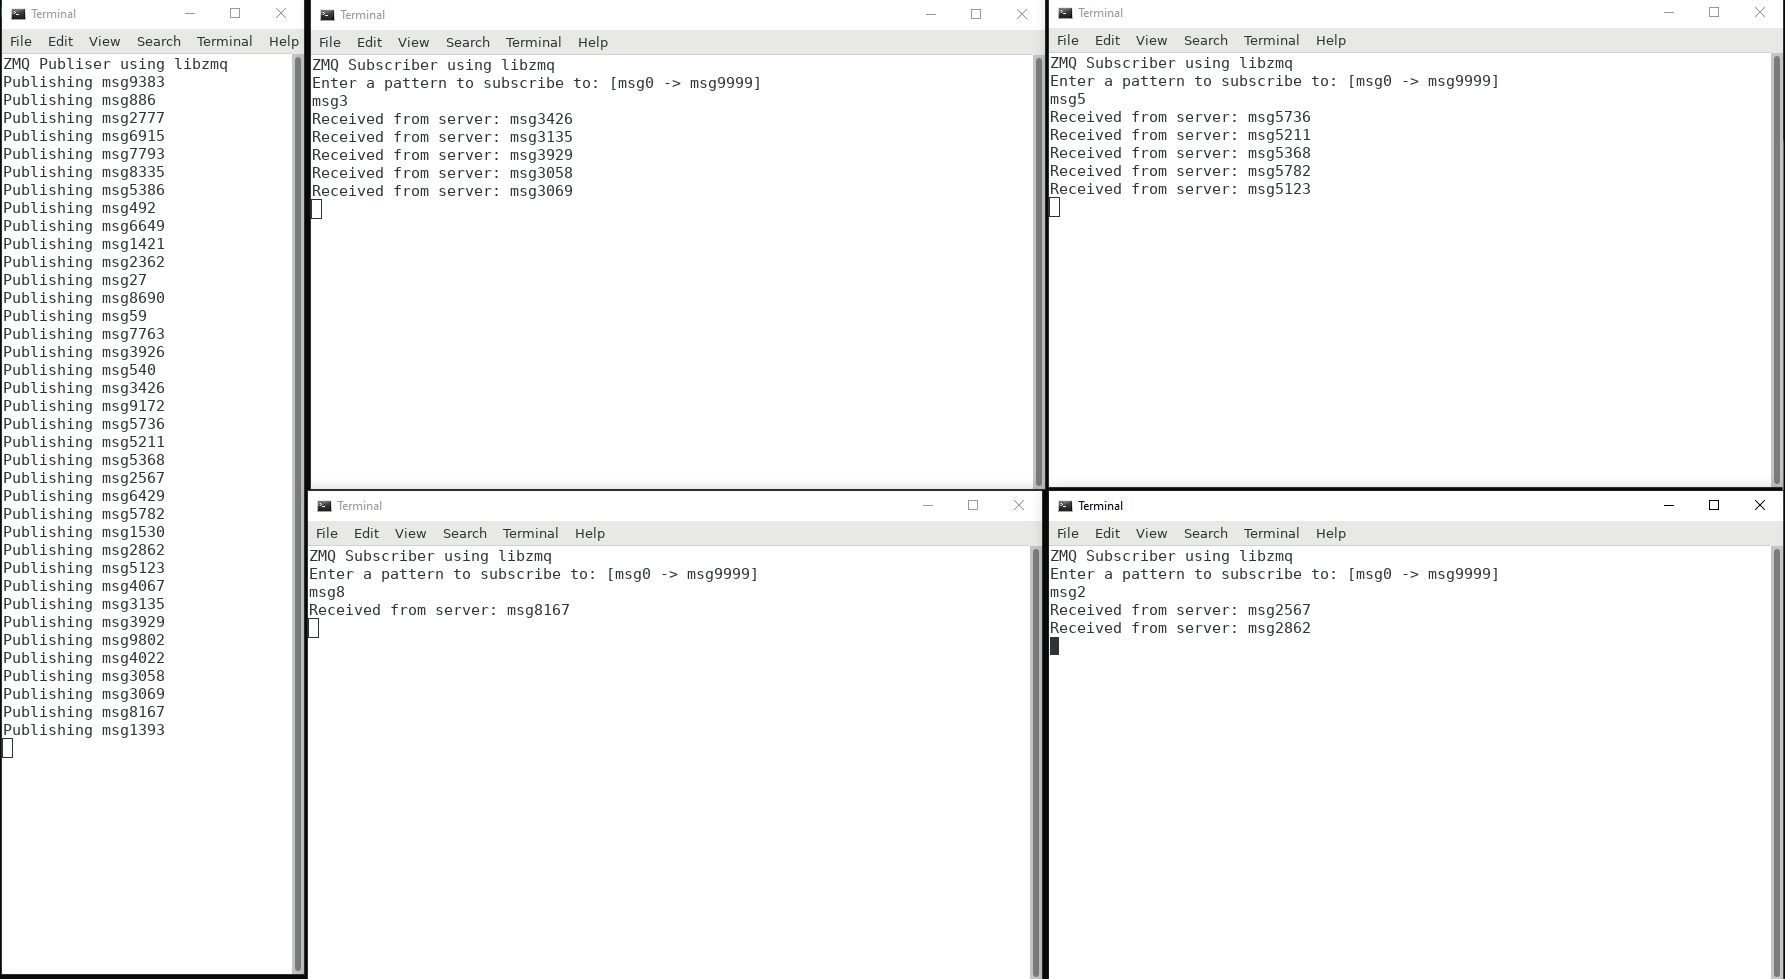 Terminal
File Edit View Search Terminal Help
ZMQ Publiser using libzmq
Publishing msg9383
Publishing msg886
Publishing msg2777
Publishing msg6915
Publishing msg7793
Publishing msg8335
Publishing msg5386
Publishing msg492
Publishing msg6649
Publishing msg1421
Publishing msg2362
Publishing msg27
Publishing msg8690
Publishing msg59
Publishing msg7763
Publishing msg3926
Publishing msg540
Publishing msg3426
Publishing msg9172
Publishing msg5736
Publishing msg5211
Publishing msg5368
Publishing msg2567
Publishing msg6429
Publishing msg5782
Publishing msg1530
Publishing msg2862
Publishing msg5123
Publishing msg4067
Publishing msg3135
Publishing msg3929
Publishing msg9802
Publishing msg4022
Publishing msg3058
Publishing msg3069
Publishing msg8167
Publishing msg1393
Terminal
File Edit View Search Terminal Help
ZMQ Subscriber using libzmq
Enter a pattern to subscribe to: [msg0 -> msg9999]
msg3
Received from server: msg3426
Received from server: msg3135
Received from server: msg3929
Received from server: msg3058
Received from server: msg3069
Terminal
File Edit View Search Terminal Help
ZMQ Subscriber using libzmq
Enter a pattern to subscribe to: [msg0 -> msg9999]
msg5
Received from server: msg5736
Received from server: msg5211
Received from server: msg5368
Received from server: msg5782
Received from server: msg5123
Terminal
File Edit View Search Terminal Help
ZMQ Subscriber using libzmq
Enter a pattern to subscribe to: [msg0 -> msg9999]
msg8
Received from server: msg8167
Terminal
File Edit View Search Terminal Help
ZMQ Subscriber using libzmq
Enter a pattern to subscribe to: [msg0 -> msg9999]
msg2
Received from server: msg2567
Received from server: msg2862